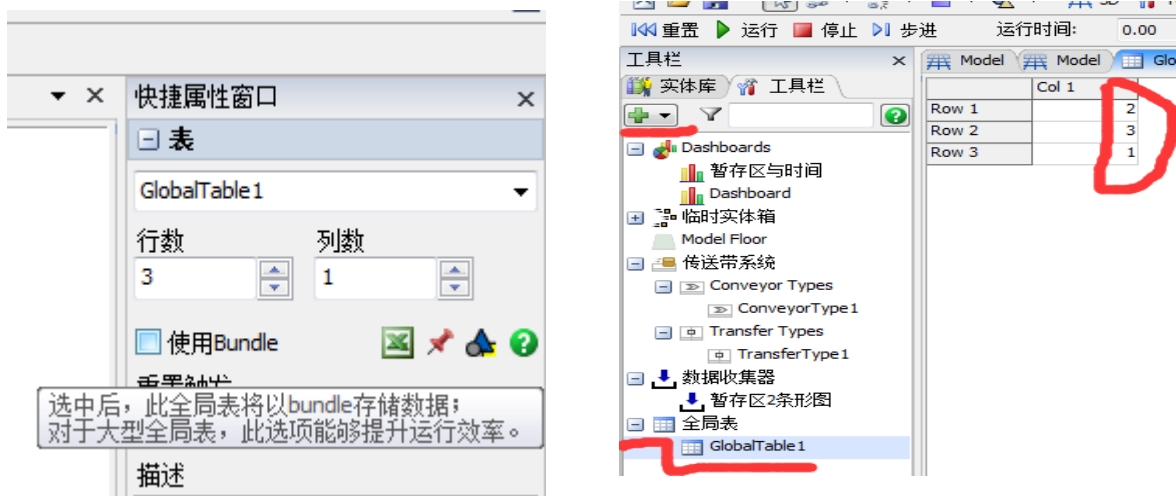 快捷属性窗口
表
GlobalTable1
行数 列数
3 1
使用Bundle
选中后，此全局表将以bundle存储数据；
对于大型全局表，此选项能够提升运行效率。
描述
重置 运行 停止 步进 运行时间: 0.00
工具栏
实体库 工具栏
Dashboards
暂存区与时间
Dashboard
临时实体箱
Model Floor
传送带系统
Conveyor Types
ConveyorType1
Transfer Types
TransferType1
数据收集器
暂存区2条形图
全局表
GlobalTable1
Model Model Glo
Col 1
Row 1 2
Row 2 3
Row 3 1